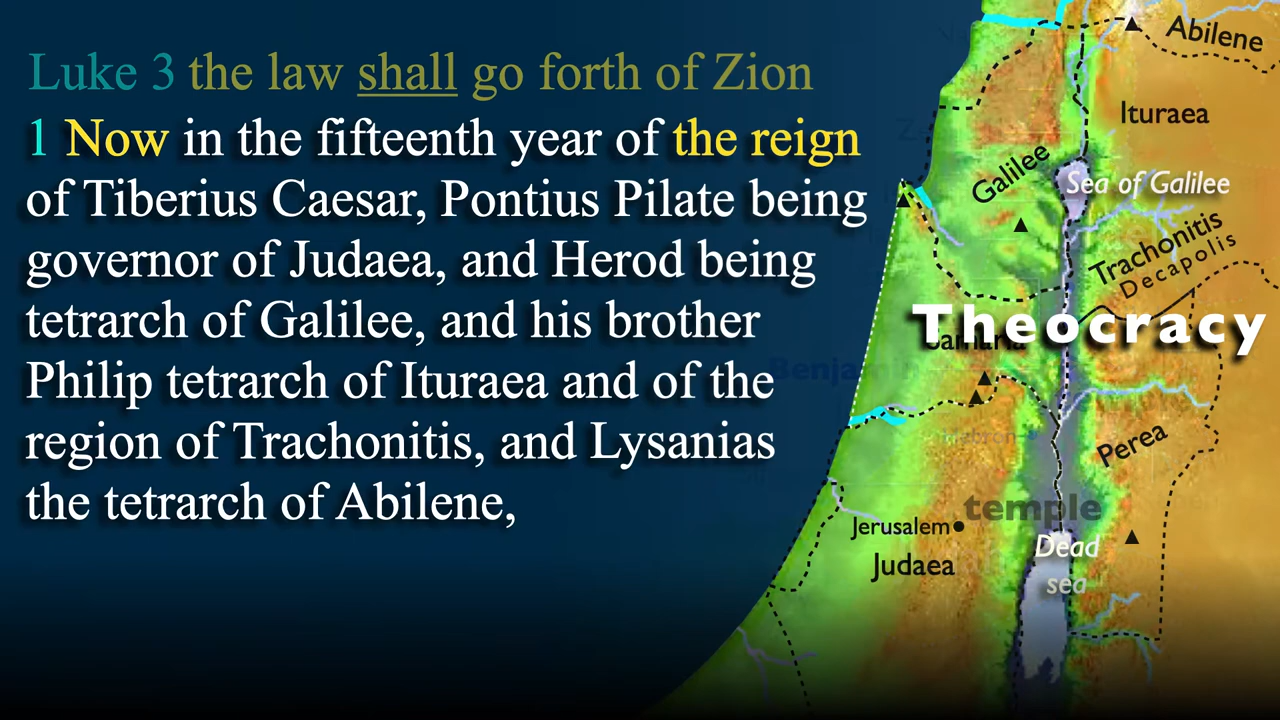 Luke 3 the law shall go forth of Zion
1 Now in the fifteenth year of the reign
of Tiberius Caesar, Pontius Pilate being
governor of Judaea, and Herod being
tetrarch of Galilee, and his brother
Philip tetrarch of Ituraea and of the
region of Trachonitis, and Lysanias
the tetrarch of Abilene,
Abilene
Ituraea
Galilee
Sea of Galilee
Trachonitis
Decapolis
Theocracy
Samaria
Benjamin
Hebron
Perea
temple
Jerusalem
Judaea
Dead
sea